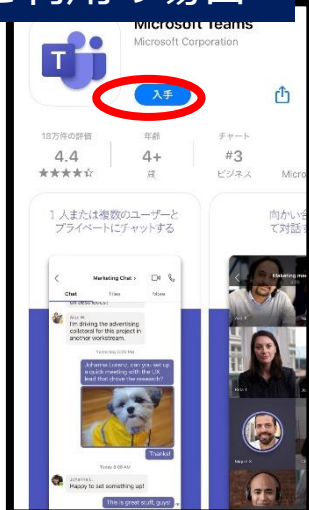 Microsoft Teams
Microsoft Corporation
T
入手
18万件の評価
年齢
チャート
4.4
4+
#3
歳
ビジネス
Micro
1 人または複数のユーザーと
プライベートにチャットする
向かい合
て対話す
Marketing Chat >
Chat
Files
More
I'm driving the advertising
collateral for this project in
another workstream.
Yesterday
Johanna Lorenz, can you set up
a quick meeting with the UX
lead that drove the research?
Thanks!
Today
Happy to set something up!
This is great stuff, guys!